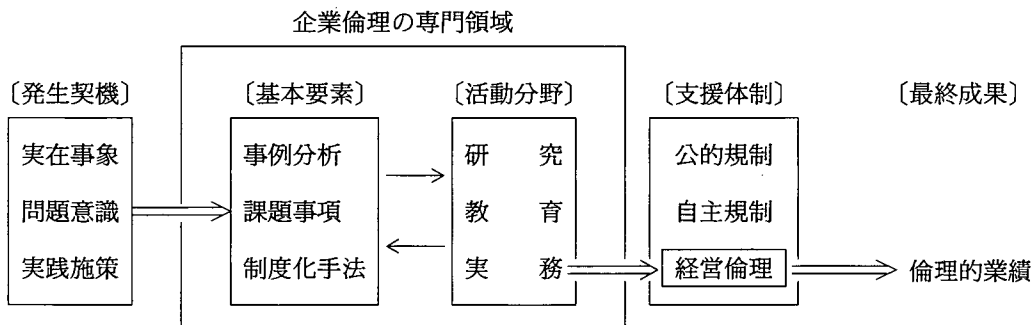 企業倫理の専門領域
〔発生契機〕 〔基本要素〕 〔活動分野〕 〔支援体制〕 〔最終成果〕
実在事象 事例分析 研究 公的規制
問題意識 課題事項 教育 自主規制
実践施策 制度化手法 実務 経営倫理 倫理的業績